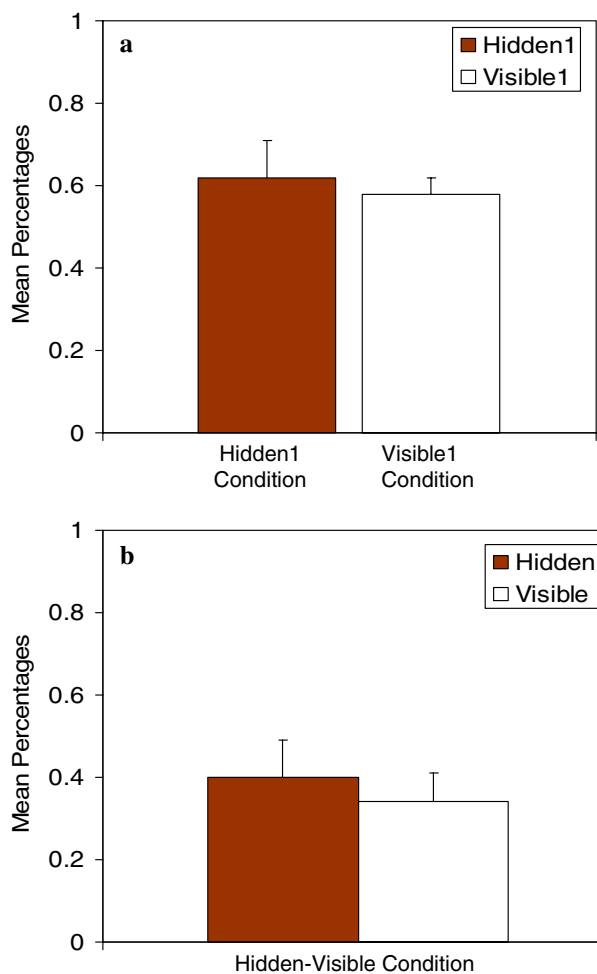 1
a
Hidden1
Visible1
0.8
0.6
0.4
0.2
0
Mean Percentages
Hidden1
Condition
Visible1
Condition
1
b
Hidden
Visible
0.8
0.6
0.4
0.2
0
Mean Percentages
Hidden-Visible Condition